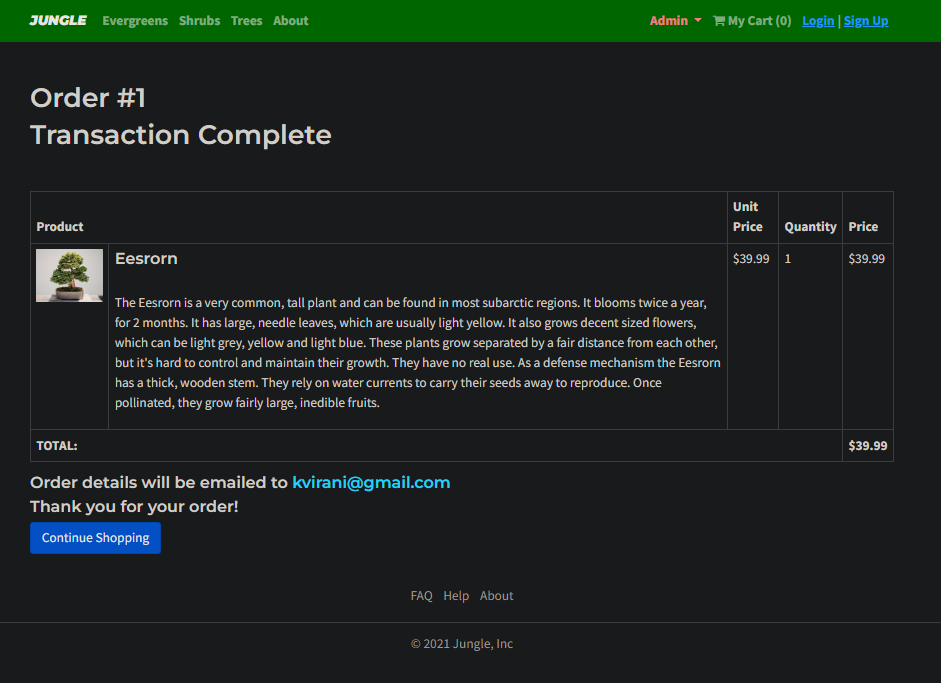 JUNGLE Evergreens Shrubs Trees About Admin My Cart (0) Login | Sign Up
Order #1
Transaction Complete
Product Unit Price Quantity Price
Eesrorn $39.99 1 $39.99
The Eesrorn is a very common, tall plant and can be found in most subarctic regions. It blooms twice a year,
for 2 months. It has large, needle leaves, which are usually light yellow. It also grows decent sized flowers,
which can be light grey, yellow and light blue. These plants grow separated by a fair distance from each other,
but it's hard to control and maintain their growth. They have no real use. As a defense mechanism the Eesrorn
has a thick, wooden stem. They rely on water currents to carry their seeds away to reproduce. Once
pollinated, they grow fairly large, inedible fruits.
TOTAL: $39.99
Order details will be emailed to kvirani@gmail.com
Thank you for your order!
Continue Shopping
FAQ Help About
© 2021 Jungle, Inc